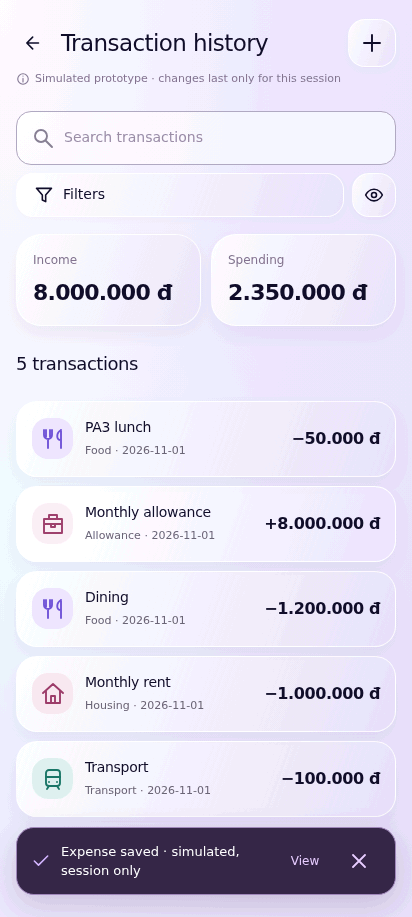 Transaction history
Simulated prototype · changes last only for this session
Search transactions
Filters
Income
8.000.000 đ
Spending
2.350.000 đ
5 transactions
PA3 lunch
Food · 2026-11-01
−50.000 đ
Monthly allowance
Allowance · 2026-11-01
+8.000.000 đ
Dining
Food · 2026-11-01
−1.200.000 đ
Monthly rent
Housing · 2026-11-01
−1.000.000 đ
Transport
Transport · 2026-11-01
−100.000 đ
Expense saved · simulated,
session only
View